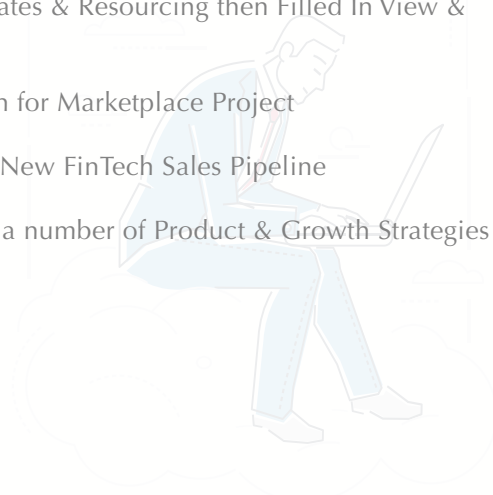 ates & Resourcing then Filled In View &
for Marketplace Project
New FinTech Sales Pipeline
a number of Product & Growth Strategies